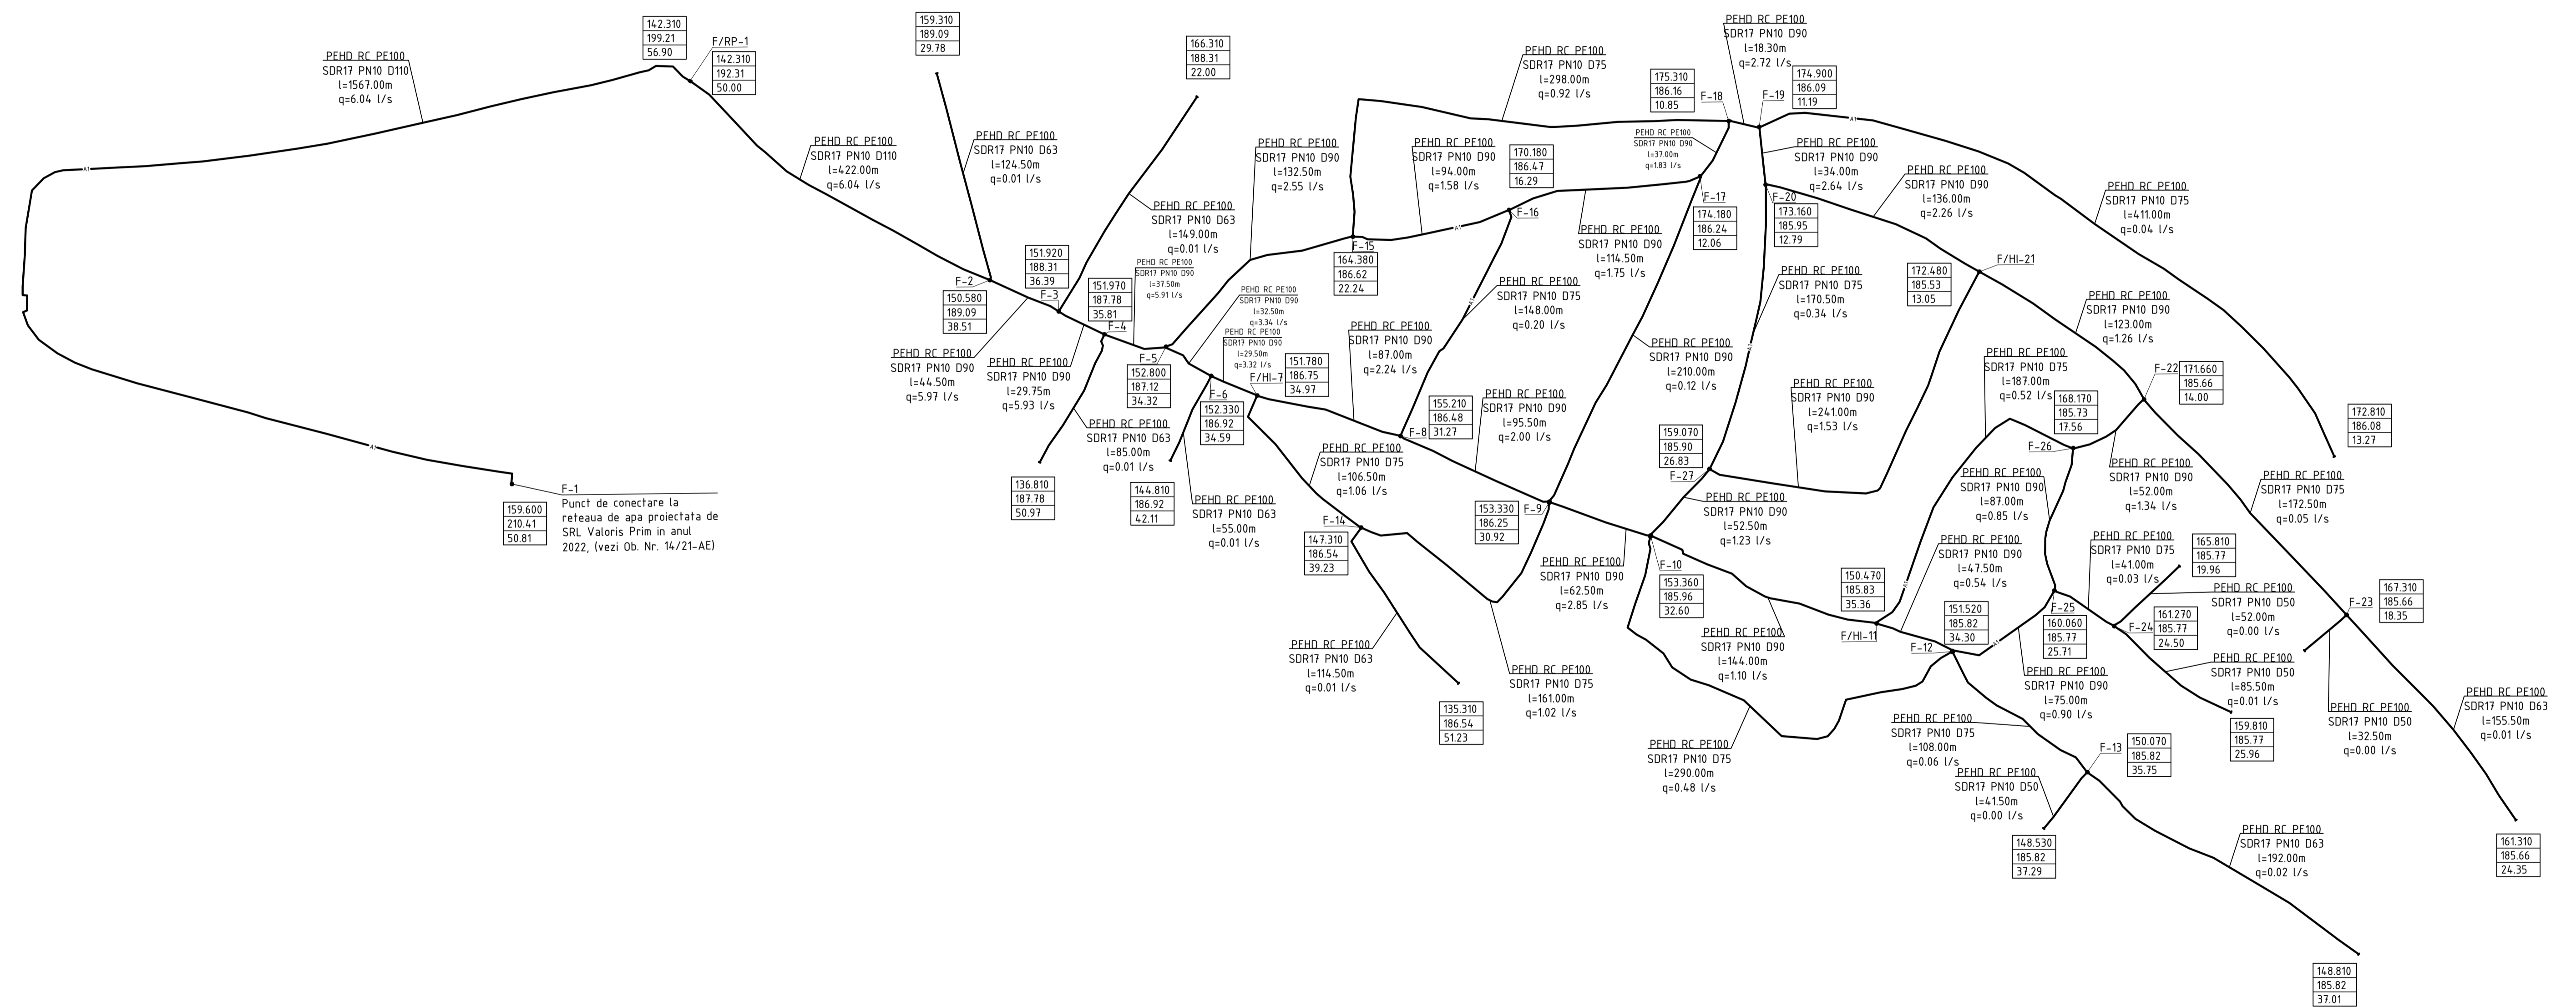 142.310
199.21
56.90
F/RP-1
142.310
192.31
50.00
PEHD RC PE100
SDR17 PN10 D110
l=1567.00m
q=6.04 l/s
159.310
189.09
29.78
166.310
188.31
22.00
PEHD RC PE100
SDR17 PN10 D75
l=298.00m
q=0.92 l/s
PEHD RC PE100
SDR17 PN10 D90
l=18.30m
q=2.72 l/s
175.310
186.16
10.85
F-18
F-19
174.900
186.09
11.19
PEHD RC PE100
SDR17 PN10 D110
l=422.00m
q=6.04 l/s
PEHD RC PE100
SDR17 PN10 D63
l=124.50m
q=0.01 l/s
PEHD RC PE100
SDR17 PN10 D90
l=132.50m
q=2.55 l/s
PEHD RC PE100
SDR17 PN10 D90
l=94.00m
q=1.58 l/s
170.180
186.47
16.29
F-16
PEHD RC PE100
SDR17 PN10 D90
l=37.00m
q=1.83 l/s
PEHD RC PE100
SDR17 PN10 D90
l=34.00m
q=2.64 l/s
PEHD RC PE100
SDR17 PN10 D90
l=136.00m
q=2.26 l/s
PEHD RC PE100
SDR17 PN10 D75
l=411.00m
q=0.04 l/s
A1
A1
A1
PEHD RC PE100
SDR17 PN10 D63
l=149.00m
q=0.01 l/s
F-15
164.380
186.62
22.24
PEHD RC PE100
SDR17 PN10 D90
l=114.50m
q=1.75 l/s
F-17
174.180
186.24
12.06
F-20
173.160
185.95
12.79
F-2
150.580
189.09
38.51
151.920
188.31
36.39
F-3
151.970
187.78
35.81
F-4
PEHD RC PE100
SDR17 PN10 D90
l=37.50m
q=5.91 l/s
PEHD RC PE100
SDR17 PN10 D90
l=32.50m
q=3.34 l/s
PEHD RC PE100
SDR17 PN10 D90
l=29.50m
q=3.32 l/s
PEHD RC PE100
SDR17 PN10 D75
l=148.00m
q=0.20 l/s
PEHD RC PE100
SDR17 PN10 D75
l=170.50m
q=0.34 l/s
172.480
185.53
13.05
F/HI-21
PEHD RC PE100
SDR17 PN10 D90
l=123.00m
q=1.26 l/s
PEHD RC PE100
SDR17 PN10 D90
l=44.50m
q=5.97 l/s
PEHD RC PE100
SDR17 PN10 D90
l=29.75m
q=5.93 l/s
F-5
152.800
187.12
34.32
F-6
152.330
186.92
34.59
F/HI-7
151.780
186.75
34.97
PEHD RC PE100
SDR17 PN10 D90
l=87.00m
q=2.24 l/s
PEHD RC PE100
SDR17 PN10 D90
l=210.00m
q=0.12 l/s
PEHD RC PE100
SDR17 PN10 D90
l=241.00m
q=1.53 l/s
PEHD RC PE100
SDR17 PN10 D75
l=187.00m
q=0.52 l/s
168.170
185.73
17.56
F-26
F-22
171.660
185.66
14.00
172.810
186.08
13.27
PEHD RC PE100
SDR17 PN10 D63
l=85.00m
q=0.01 l/s
F-8
155.210
186.48
31.27
PEHD RC PE100
SDR17 PN10 D90
l=95.50m
q=2.00 l/s
159.070
185.90
26.83
F-27
136.810
187.78
50.97
144.810
186.92
42.11
PEHD RC PE100
SDR17 PN10 D63
l=55.00m
q=0.01 l/s
PEHD RC PE100
SDR17 PN10 D75
l=106.50m
q=1.06 l/s
F-14
147.310
186.54
39.23
153.330
186.25
30.92
F-9
PEHD RC PE100
SDR17 PN10 D90
l=52.50m
q=1.23 l/s
PEHD RC PE100
SDR17 PN10 D90
l=87.00m
q=0.85 l/s
PEHD RC PE100
SDR17 PN10 D90
l=52.00m
q=1.34 l/s
PEHD RC PE100
SDR17 PN10 D75
l=172.50m
q=0.05 l/s
A1
F-1
159.600
210.41
50.81
Punct de conectare la
reteaua de apa proiectata de
SRL Valoris Prim in anul
2022, (vezi Ob. Nr. 14/21-AE)
PEHD RC PE100
SDR17 PN10 D90
l=62.50m
q=2.85 l/s
F-10
153.360
185.96
32.60
PEHD RC PE100
SDR17 PN10 D90
l=47.50m
q=0.54 l/s
150.470
185.83
35.36
F/HI-11
PEHD RC PE100
SDR17 PN10 D75
l=41.00m
q=0.03 l/s
165.810
185.77
19.96
PEHD RC PE100
SDR17 PN10 D50
l=52.00m
q=0.00 l/s
F-12
151.520
185.82
34.30
F-25
160.060
185.77
25.71
F-24
161.270
185.77
24.50
F-23
167.310
185.66
18.35
PEHD RC PE100
SDR17 PN10 D63
l=114.50m
q=0.01 l/s
PEHD RC PE100
SDR17 PN10 D75
l=161.00m
q=1.02 l/s
PEHD RC PE100
SDR17 PN10 D90
l=144.00m
q=1.10 l/s
PEHD RC PE100
SDR17 PN10 D90
l=75.00m
q=0.90 l/s
PEHD RC PE100
SDR17 PN10 D50
l=85.50m
q=0.01 l/s
135.310
186.54
51.23
PEHD RC PE100
SDR17 PN10 D75
l=290.00m
q=0.48 l/s
PEHD RC PE100
SDR17 PN10 D75
l=108.00m
q=0.06 l/s
F-13
150.070
185.82
35.75
159.810
185.77
25.96
PEHD RC PE100
SDR17 PN10 D50
l=32.50m
q=0.00 l/s
PEHD RC PE100
SDR17 PN10 D63
l=155.50m
q=0.01 l/s
PEHD RC PE100
SDR17 PN10 D50
l=41.50m
q=0.00 l/s
148.530
185.82
37.29
PEHD RC PE100
SDR17 PN10 D63
l=192.00m
q=0.02 l/s
161.310
185.66
24.35
148.810
185.82
37.01